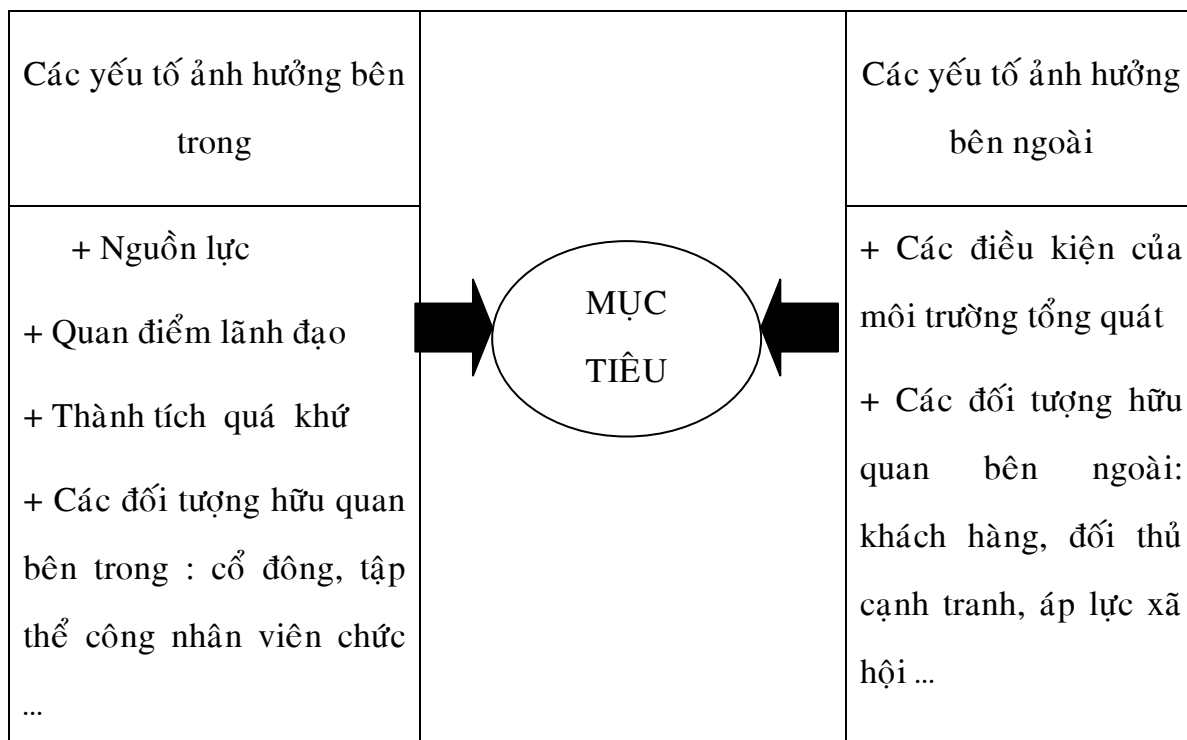 Các yếu tố ảnh hưởng bên
trong
Các yếu tố ảnh hưởng
bên ngoài
+ Nguồn lực
+ Quan điểm lãnh đạo
+ Thành tích quá khứ
+ Các đối tượng hữu quan
bên trong : cổ đông, tập
thể công nhân viên chức
...
MỤC
TIÊU
+ Các điều kiện của
môi trường tổng quát
+ Các đối tượng hữu
quan bên ngoài:
khách hàng, đối thủ
cạnh tranh, áp lực xã
hội ...